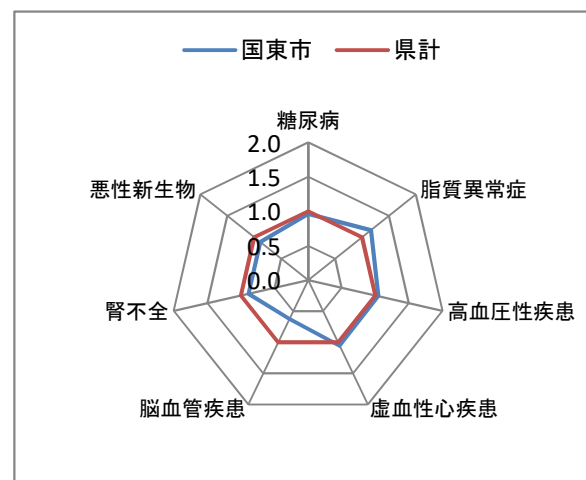 国東市 県計
糖尿病
2.0
脂質異常症
1.5
悪性新生物
1.0
0.5
0.0
腎不全
高血圧性疾患
脳血管疾患
虚血性心疾患